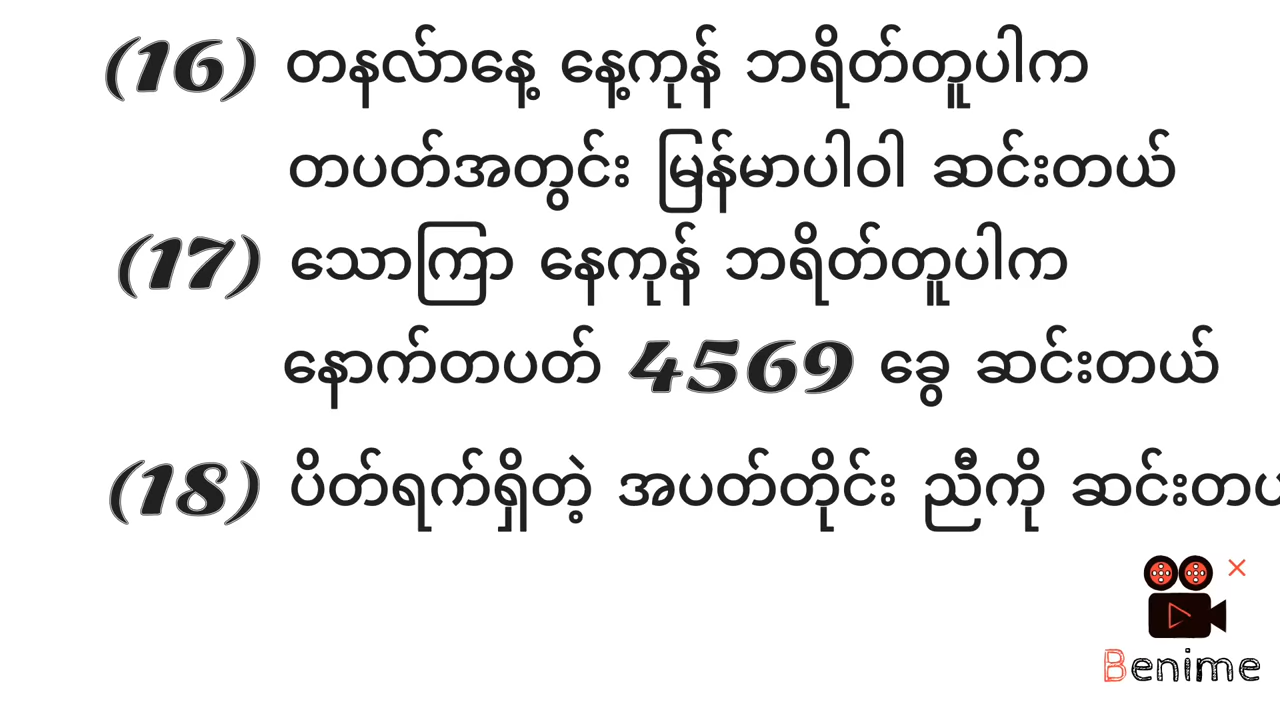 (16) တနင်္လာနေ့ နေ့ကုန် ဘရိတ်တူပါက
တပတ်အတွင်း မြန်မာပါဝါ ဆင်းတယ်
(17) သောကြာ နေကုန် ဘရိတ်တူပါက
နောက်တပတ် 4569 ခွေ ဆင်းတယ်
(18) ပိတ်ရက်ရှိတဲ့ အပတ်တိုင်း ညီကို ဆင်းတယ
Benime